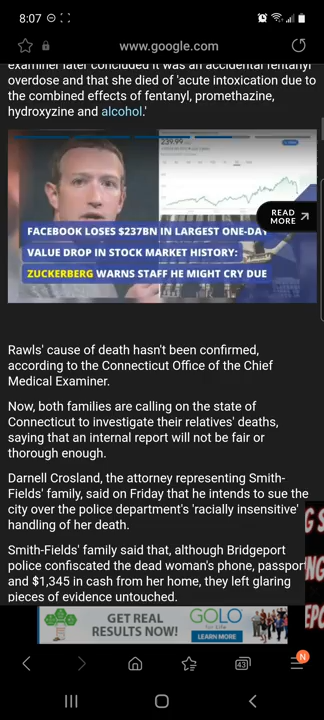 8:07
www.google.com
examiner later concluded it was an accidental fentanyl
overdose and that she died of 'acute intoxication due to
the combined effects of fentanyl, promethazine,
hydroxyzine and alcohol.'
239.99
READ
MORE
FACEBOOK LOSES $237BN IN LARGEST ONE-DAY
VALUE DROP IN STOCK MARKET HISTORY:
ZUCKERBERG WARNS STAFF HE MIGHT CRY DUE
Rawls' cause of death hasn't been confirmed,
according to the Connecticut Office of the Chief
Medical Examiner.
Now, both families are calling on the state of
Connecticut to investigate their relatives' deaths,
saying that an internal report will not be fair or
thorough enough.
Darnell Crosland, the attorney representing Smith-
Fields' family, said on Friday that he intends to sue the
city over the police department's 'racially insensitive'
handling of her death.
Smith-Fields' family said that, although Bridgeport
police confiscated the dead woman's phone, passport
and $1,345 in cash from her home, they left glaring
pieces of evidence untouched.
GET REAL
RESULTS NOW!
GOLO
for Life
LEARN MORE
43
N